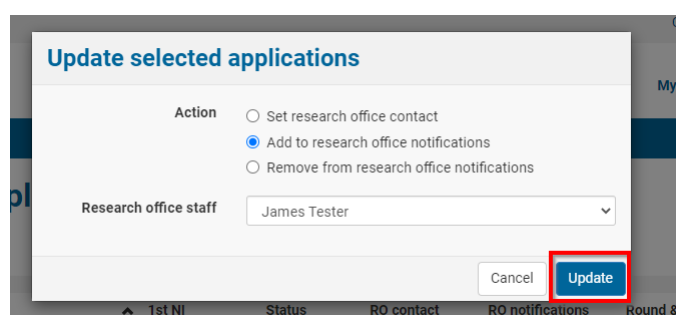 Update selected applications
My
Action
Set research office contact
Add to research office notifications
Remove from research office notifications
pl
Research office staff
James Tester
Cancel
Update
1st NI Status RO contact RO notifications Round &